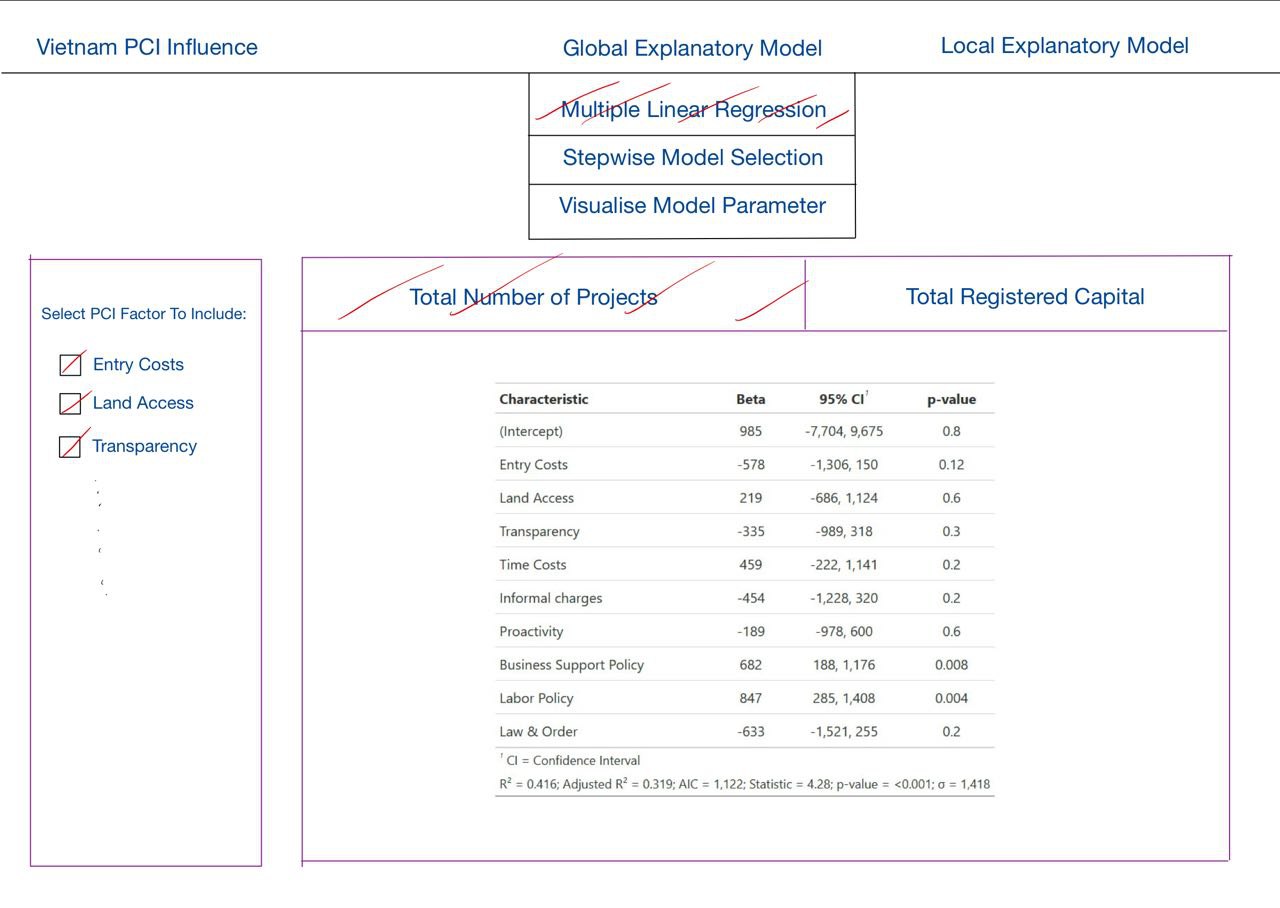 Vietnam PCI Influence
Global Explanatory Model
Local Explanatory Model
Multiple Linear Regression
Stepwise Model Selection
Visualise Model Parameter
Select PCI Factor To Include:
Entry Costs
Land Access
Transparency
Total Number of Projects
Total Registered Capital
Characteristic Beta 95% CI¹ p-value
(Intercept) 985 -7,704, 9,675 0.8
Entry Costs -578 -1,306, 150 0.12
Land Access 219 -686, 1,124 0.6
Transparency -335 -989, 318 0.3
Time Costs 459 -222, 1,141 0.2
Informal charges -454 -1,228, 320 0.2
Proactivity -189 -978, 600 0.6
Business Support Policy 682 188, 1,176 0.008
Labor Policy 847 285, 1,408 0.004
Law & Order -633 -1,521, 255 0.2
¹ CI = Confidence Interval
R² = 0.416; Adjusted R² = 0.319; AIC = 1,122; Statistic = 4.28; p-value = <0.001; σ = 1,418